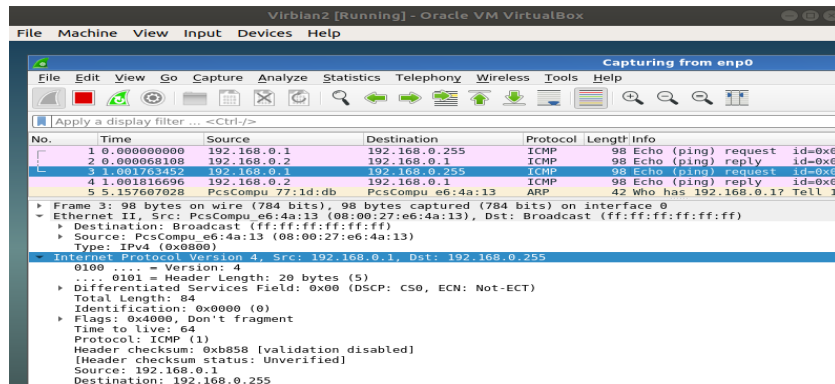 Virbian2 [Running] - Oracle VM VirtualBox
File Machine View Input Devices Help
Capturing from enp0
File Edit View Go Capture Analyze Statistics Telephony Wireless Tools Help
Apply a display filter ... <Ctrl-/>
No. Time Source Destination Protocol Length Info
1 0.000000000 192.168.0.1 192.168.0.255 ICMP 98 Echo (ping) request id=0x0
2 0.000068108 192.168.0.2 192.168.0.1 ICMP 98 Echo (ping) reply id=0x0
3 1.001763452 192.168.0.1 192.168.0.255 ICMP 98 Echo (ping) request id=0x0
4 1.001816696 192.168.0.2 192.168.0.1 ICMP 98 Echo (ping) reply id=0x0
5 5.157607028 PcsCompu_77:1d:db PcsCompu_e6:4a:13 ARP 42 Who has 192.168.0.1? Tell 1
Frame 3: 98 bytes on wire (784 bits), 98 bytes captured (784 bits) on interface 0
Ethernet II, Src: PcsCompu_e6:4a:13 (08:00:27:e6:4a:13), Dst: Broadcast (ff:ff:ff:ff:ff:ff)
Destination: Broadcast (ff:ff:ff:ff:ff:ff)
Source: PcsCompu_e6:4a:13 (08:00:27:e6:4a:13)
Type: IPv4 (0x0800)
Internet Protocol Version 4, Src: 192.168.0.1, Dst: 192.168.0.255
0100 .... = Version: 4
.... 0101 = Header Length: 20 bytes (5)
Differentiated Services Field: 0x00 (DSCP: CS0, ECN: Not-ECT)
Total Length: 84
Identification: 0x0000 (0)
Flags: 0x4000, Don't fragment
Time to live: 64
Protocol: ICMP (1)
Header checksum: 0xb858 [validation disabled]
[Header checksum status: Unverified]
Source: 192.168.0.1
Destination: 192.168.0.255